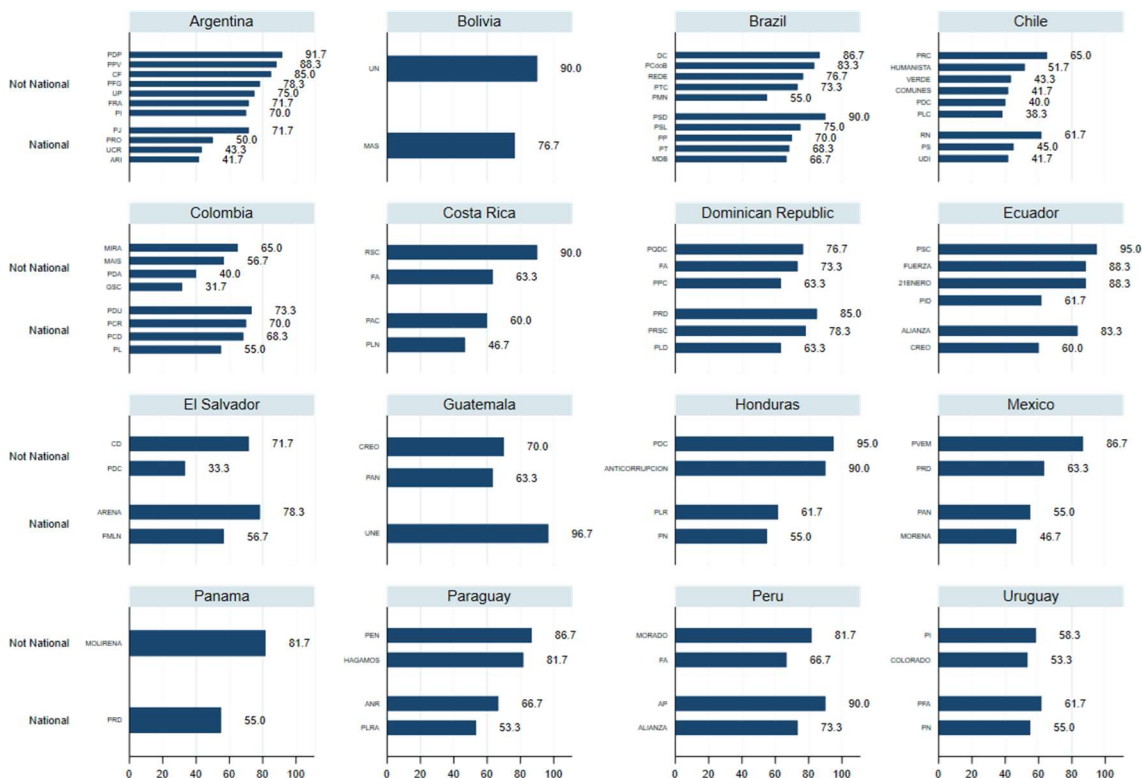 Argentina
Not National
PDP 91.7
PPV 88.3
CF 85.0
PFG 78.3
UP 75.0
FRA 71.7
PI 70.0
National
PJ 71.7
PRO 50.0
UCR 43.3
ARI 41.7
Bolivia
UN 90.0
MAS 76.7
Brazil
DC 86.7
PCdoB 83.3
REDE 76.7
PTC 73.3
PMN 55.0
PSD 90.0
PSL 75.0
PP 70.0
PT 68.3
MDB 66.7
Chile
PRC 65.0
HUMANISTA 51.7
VERDE 43.3
COMUNES 41.7
PDC 40.0
PLC 38.3
RN 61.7
PS 45.0
UDI 41.7
Colombia
Not National
MIRA 65.0
MAIS 56.7
PDA 40.0
GSC 31.7
National
PDU 73.3
PCR 70.0
PCD 68.3
PL 55.0
Costa Rica
RSC 90.0
FA 63.3
PAC 60.0
PLN 46.7
Dominican Republic
PQDC 76.7
FA 73.3
PPC 63.3
PRD 85.0
PRSC 78.3
PLD 63.3
Ecuador
PSC 95.0
FUERZA 88.3
21ENERO 88.3
PID 61.7
ALIANZA 83.3
CREO 60.0
El Salvador
Not National
CD 71.7
PDC 33.3
National
ARENA 78.3
FMLN 56.7
Guatemala
CREO 70.0
PAN 63.3
UNE 96.7
Honduras
PDC 95.0
ANTICORRUPCION 90.0
PLR 61.7
PN 55.0
Mexico
PVEM 86.7
PRD 63.3
PAN 55.0
MORENA 46.7
Panama
Not National
MOLIRENA 81.7
National
PRD 55.0
0 20 40 60 80 100
Paraguay
PEN 86.7
HAGAMOS 81.7
ANR 66.7
PLRA 53.3
0 20 40 60 80 100
Peru
MORADO 81.7
FA 66.7
AP 90.0
ALIANZA 73.3
0 20 40 60 80 100
Uruguay
PI 58.3
COLORADO 53.3
PFA 61.7
PN 55.0
0 20 40 60 80 100